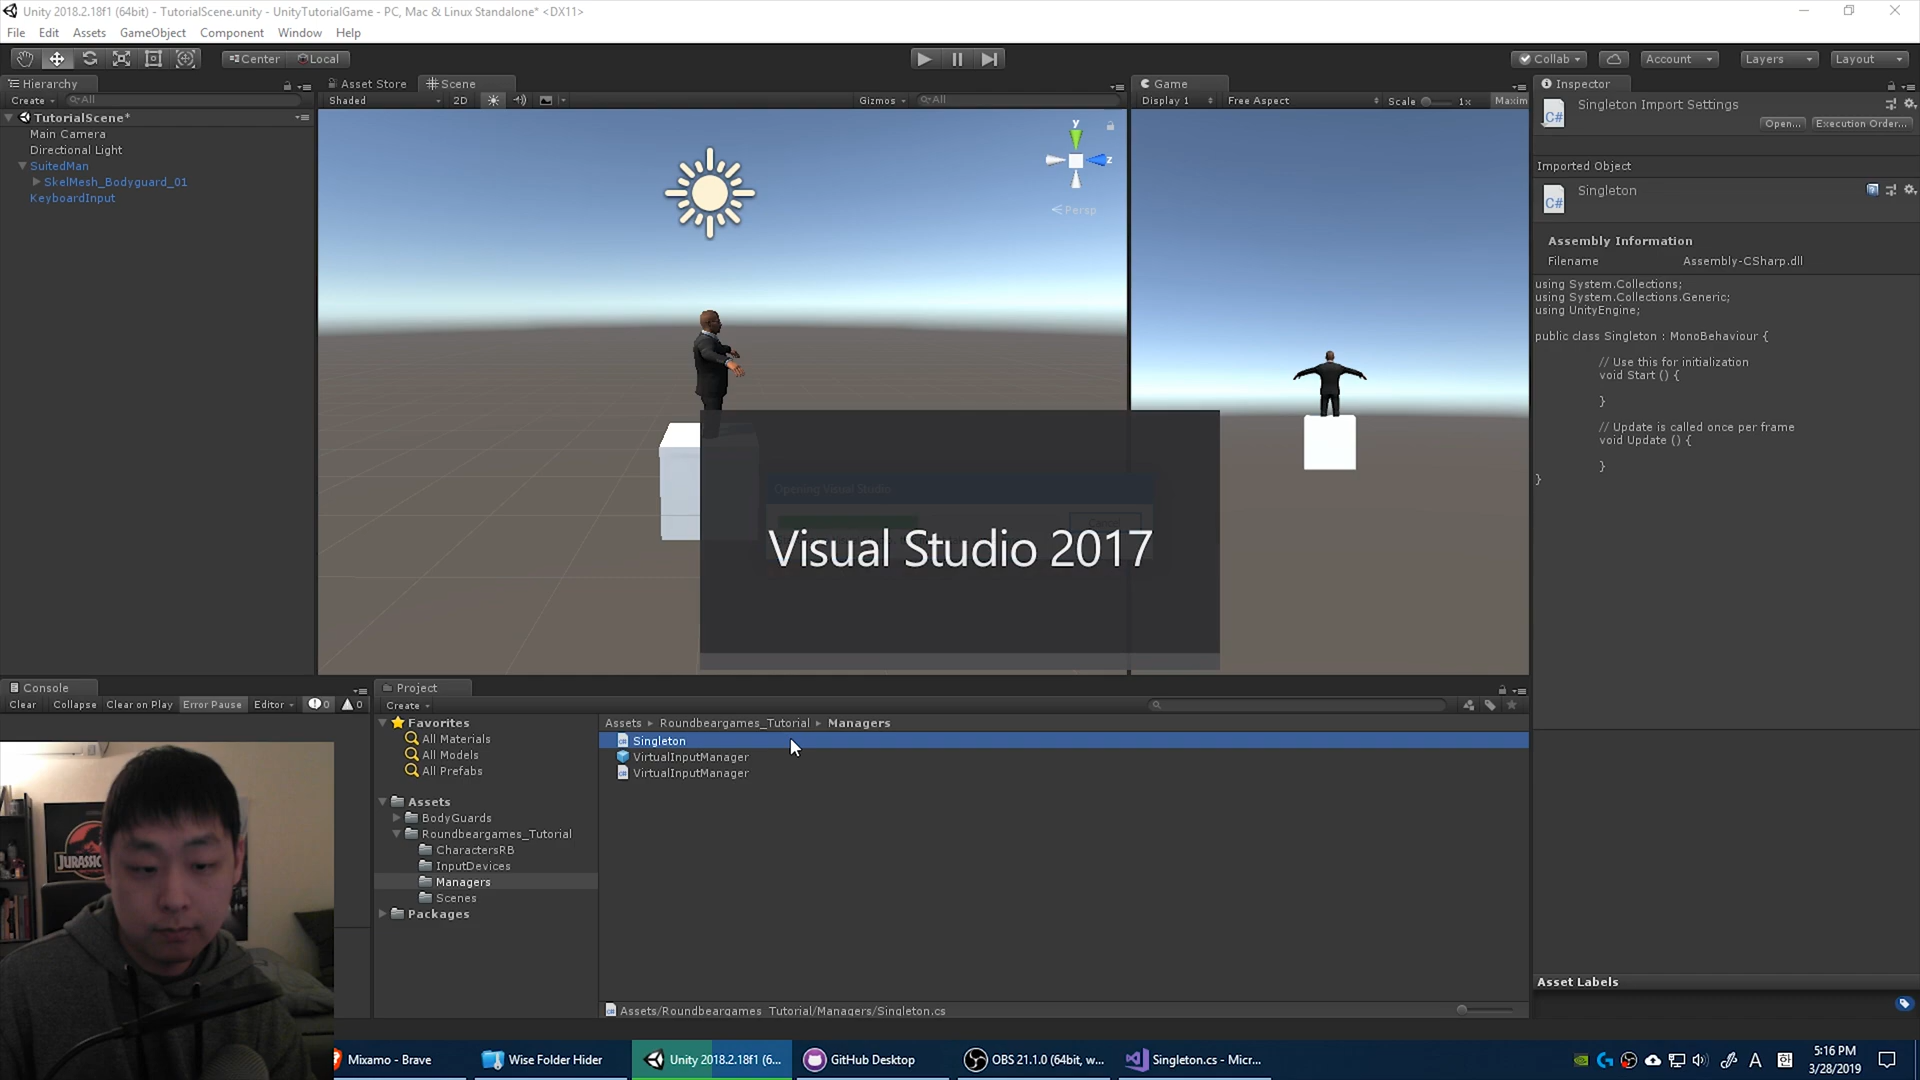 Unity 2018.2.18f1 (64bit) - TutorialScene.unity - UnityTutorialGame - PC, Mac & Linux Standalone* <DX11>
File Edit Assets GameObject Component Window Help
Center Local
Collab Account Layers Layout
Hierarchy
Create All
TutorialScene*
Main Camera
Directional Light
SuitedMan
SkelMesh_Bodyguard_01
KeyboardInput
Asset Store Scene
Shaded 2D Gizmos All
y
z
Persp
Game
Display 1 Free Aspect Scale 1x Maxim
Opening Visual Studio
Visual Studio 2017
Inspector
Singleton Import Settings
C#
Open... Execution Order...
Imported Object
Singleton
C#
Assembly Information
Filename Assembly-CSharp.dll
using System.Collections;
using System.Collections.Generic;
using UnityEngine;
public class Singleton : MonoBehaviour {
// Use this for initialization
void Start () {
}
// Update is called once per frame
void Update () {
}
}
Asset Labels
Console
Clear Collapse Clear on Play Error Pause Editor 0 0
Project
Create
Favorites
All Materials
All Models
All Prefabs
Assets
BodyGuards
Roundbeargames_Tutorial
CharactersRB
InputDevices
Managers
Scenes
Packages
Assets Roundbeargames_Tutorial Managers
Singleton
VirtualInputManager
VirtualInputManager
Assets/Roundbeargames_Tutorial/Managers/Singleton.cs
JURASSIC
Mixamo - Brave
Wise Folder Hider
Unity 2018.2.18f1 (6...
GitHub Desktop
OBS 21.1.0 (64bit, w...
Singleton.cs - Micr...
A 한
5:16 PM
3/28/2019